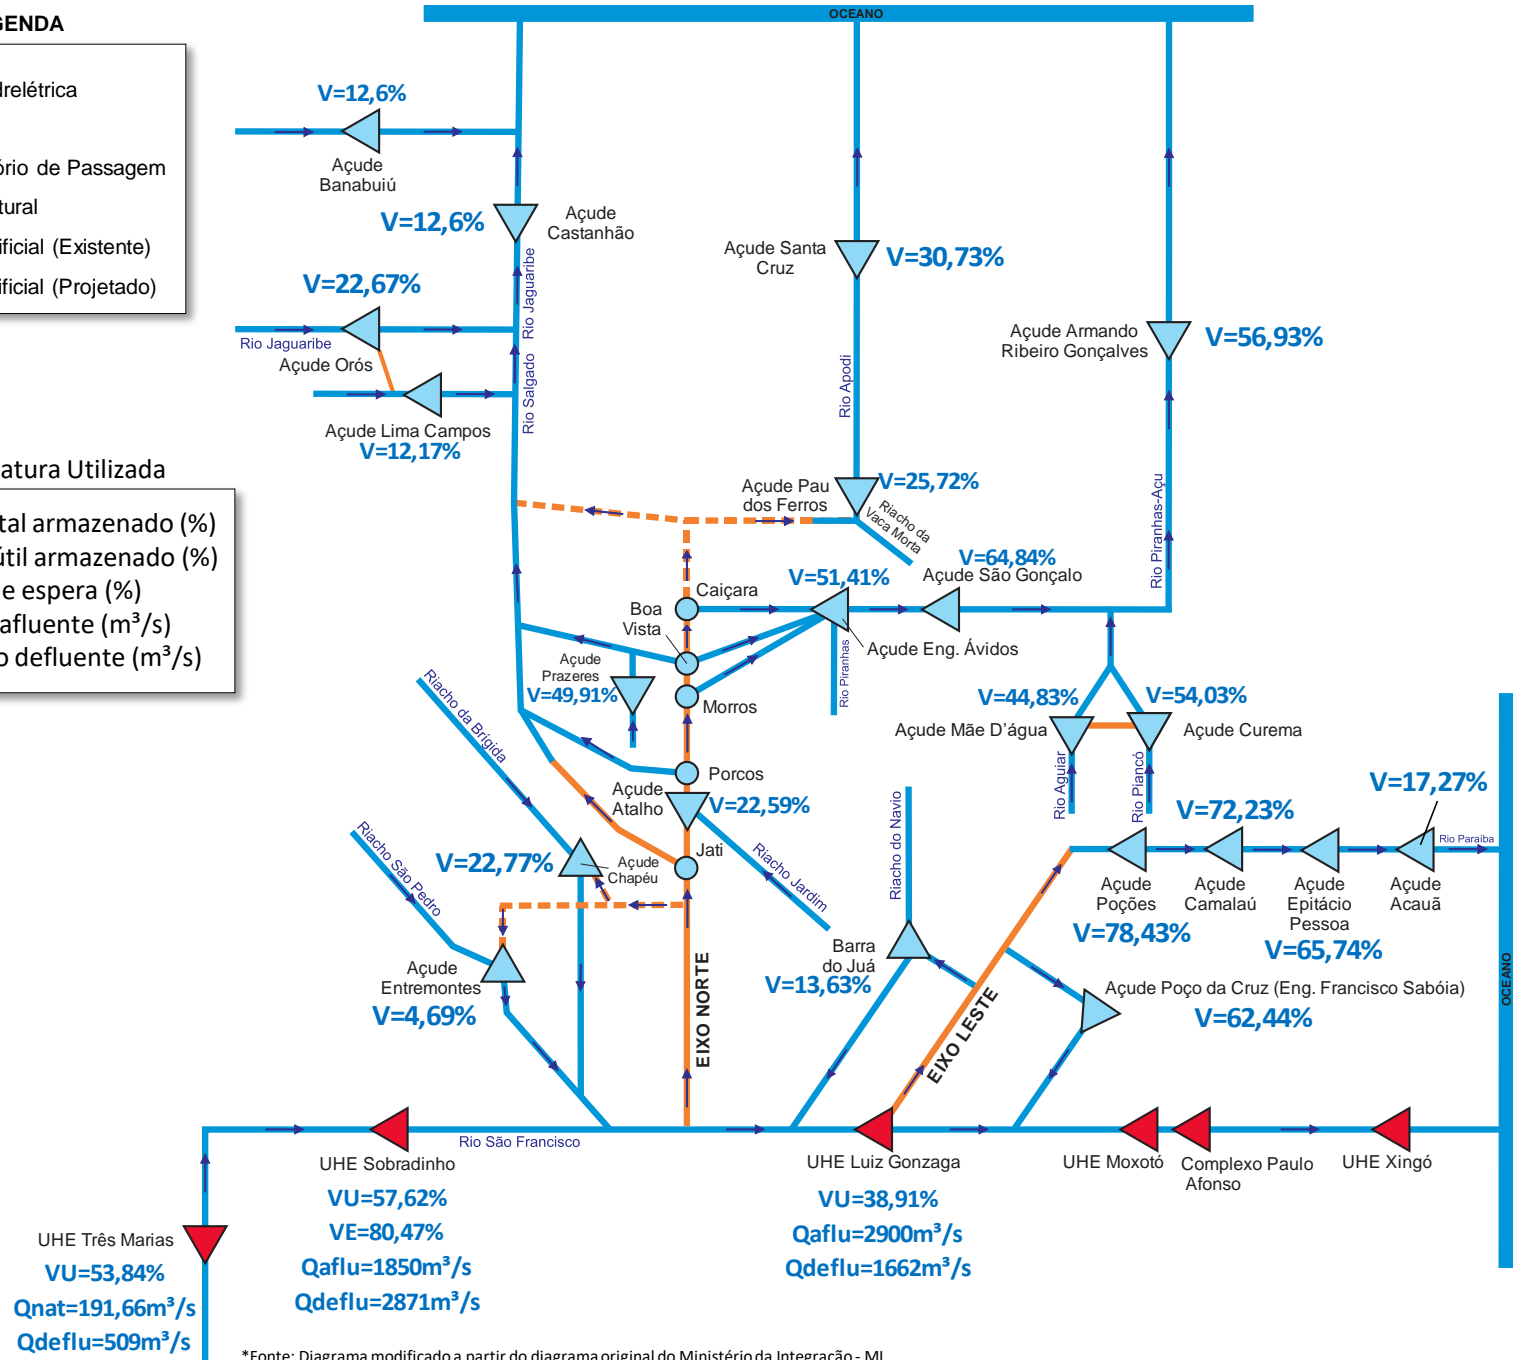 OCEANO
GENDA
drelétrica
ório de Passagem
tural
ificial (Existente)
ificial (Projetado)
V=12,6%
Açude
Banabuiú
V=12,6%
Açude
Castanhão
Rio Jaguaribe
V=22,67%
Rio Jaguaribe
Açude Orós
Rio Salgado
Açude Lima Campos
V=12,17%
Açude Santa
Cruz
V=30,73%
Rio Apodi
Açude Armando
Ribeiro Gonçalves
V=56,93%
Rio Piranhas-Açu
atura Utilizada
tal armazenado (%)
útil armazenado (%)
e espera (%)
afluente (m³/s)
o defluente (m³/s)
Açude Pau
dos Ferros
V=25,72%
Riacho da
Vaca Morta
V=64,84%
Açude São Gonçalo
V=51,41%
Açude Eng. Ávidos
Rio Piranhas
Caiçara
Boa
Vista
Morros
Açude
Prazeres
V=49,91%
Porcos
Açude
Atalho
V=22,59%
Jati
Riacho Jardim
Riacho da Brígida
Riacho São Pedro
V=22,77%
Açude
Chapéu
Açude
Entremontes
V=4,69%
EIXO NORTE
V=44,83%
Açude Mãe D'água
Rio Aguiar
V=54,03%
Açude Curema
Rio Piancó
V=17,27%
V=72,23%
Rio Paraíba
Açude
Poções
V=78,43%
Açude
Camalaú
Açude
Epitácio
Pessoa
V=65,74%
Açude
Acauã
Riacho do Navio
Barra
do Juá
V=13,63%
EIXO LESTE
Açude Poço da Cruz (Eng. Francisco Sabóia)
V=62,44%
OCEANO
Rio São Francisco
UHE Sobradinho
VU=57,62%
VE=80,47%
Qaflu=1850m³/s
Qdeflu=2871m³/s
UHE Luiz Gonzaga
VU=38,91%
Qaflu=2900m³/s
Qdeflu=1662m³/s
UHE Moxotó
Complexo Paulo
Afonso
UHE Xingó
UHE Três Marias
VU=53,84%
Qnat=191,66m³/s
Qdeflu=509m³/s
*Fonte: Diagrama modificado a partir do diagrama original do Ministério da Integração - MI